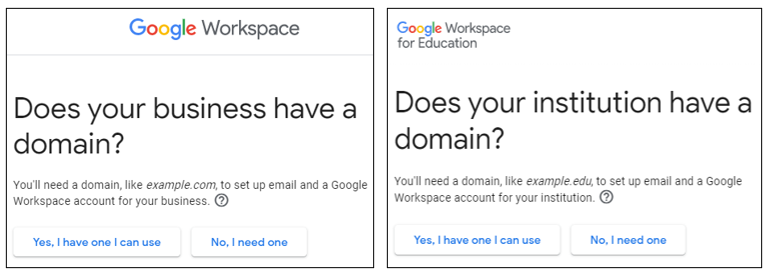 Google Workspace
Does your business have a
domain?
You'll need a domain, like example.com, to set up email and a Google
Workspace account for your business. ?
Yes, I have one I can use
No, I need one
Google Workspace
for Education
Does your institution have a
domain?
You'll need a domain, like example.edu, to set up email and a Google
Workspace account for your institution. ?
Yes, I have one I can use
No, I need one